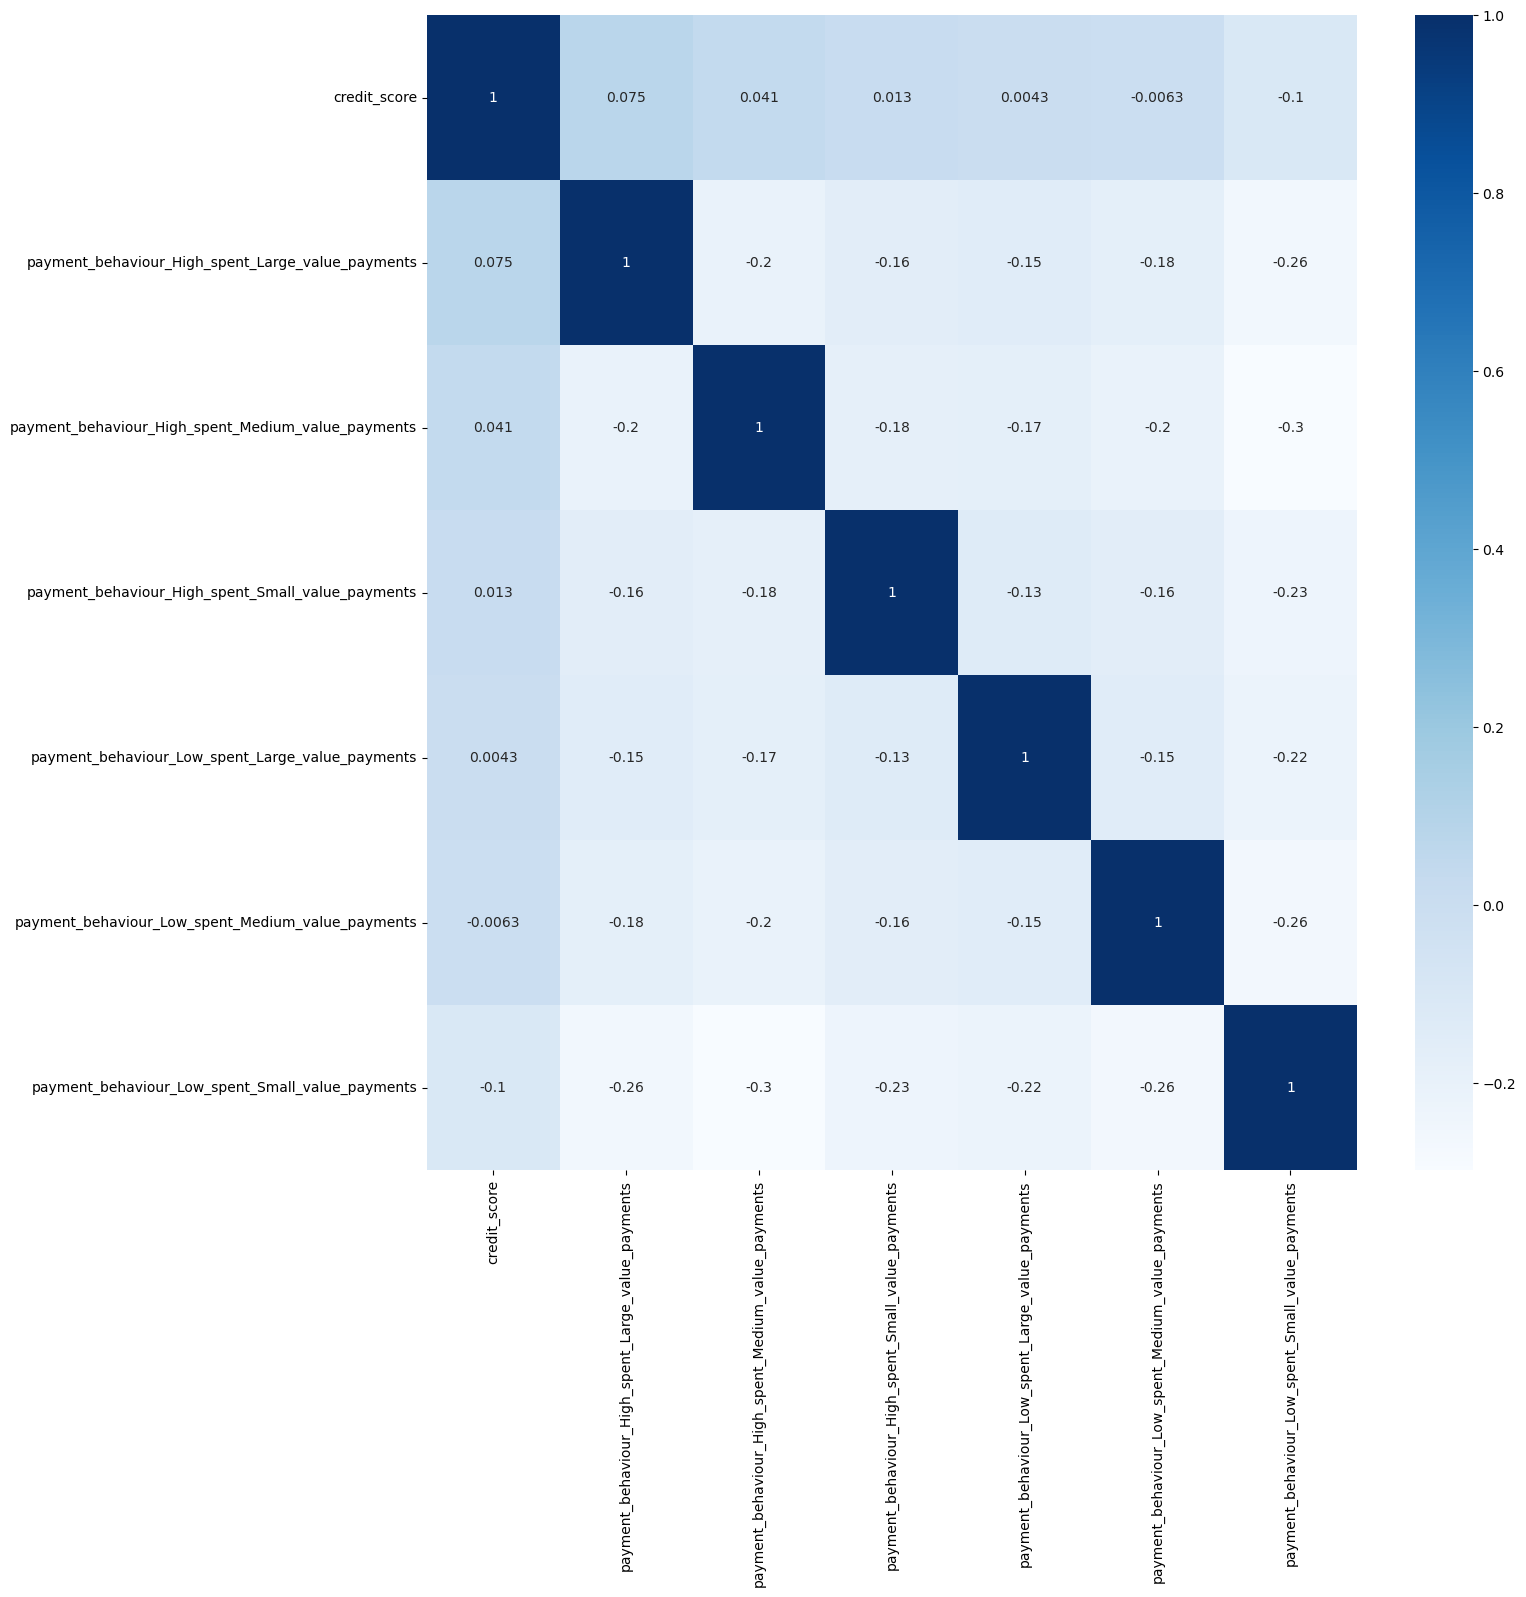 credit_score
1 0.075 0.041 0.013 0.0043 -0.0063 -0.1
payment_behaviour_High_spent_Large_value_payments
0.075 1 -0.2 -0.16 -0.15 -0.18 -0.26
payment_behaviour_High_spent_Medium_value_payments
0.041 -0.2 1 -0.18 -0.17 -0.2 -0.3
payment_behaviour_High_spent_Small_value_payments
0.013 -0.16 -0.18 1 -0.13 -0.16 -0.23
payment_behaviour_Low_spent_Large_value_payments
0.0043 -0.15 -0.17 -0.13 1 -0.15 -0.22
payment_behaviour_Low_spent_Medium_value_payments
-0.0063 -0.18 -0.2 -0.16 -0.15 1 -0.26
payment_behaviour_Low_spent_Small_value_payments
-0.1 -0.26 -0.3 -0.23 -0.22 -0.26 1
credit_score
payment_behaviour_High_spent_Large_value_payments
payment_behaviour_High_spent_Medium_value_payments
payment_behaviour_High_spent_Small_value_payments
payment_behaviour_Low_spent_Large_value_payments
payment_behaviour_Low_spent_Medium_value_payments
payment_behaviour_Low_spent_Small_value_payments
1.0
0.8
0.6
0.4
0.2
0.0
−0.2